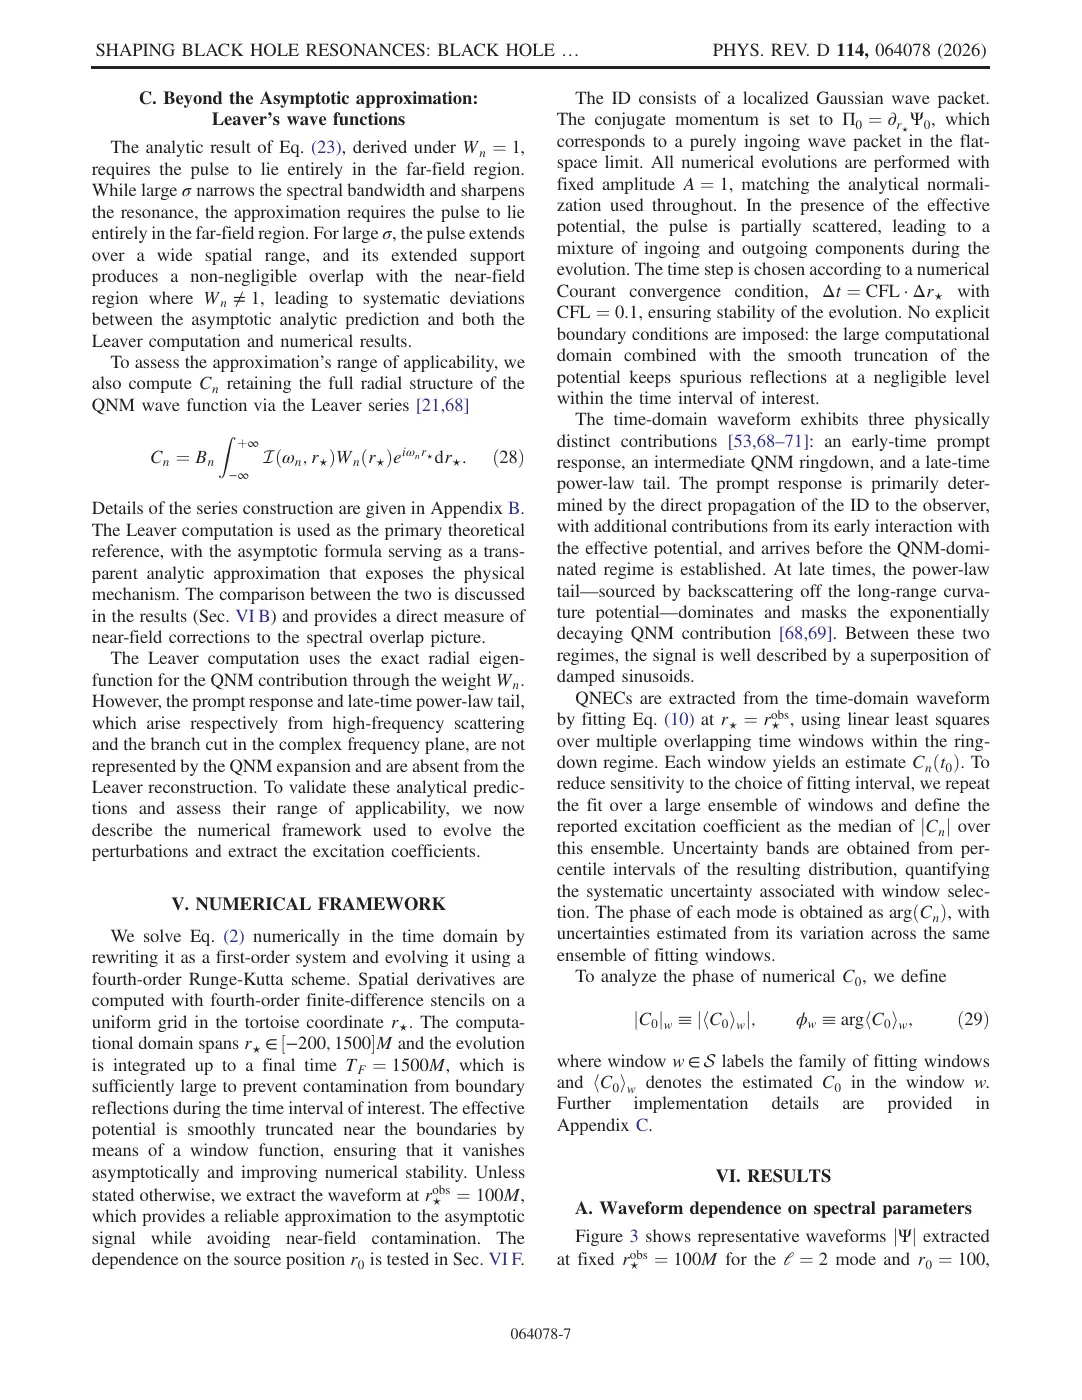 SHAPING BLACK HOLE RESONANCES: BLACK HOLE …
PHYS. REV. D 114, 064078 (2026)
C. Beyond the Asymptotic approximation:
Leaver's wave functions
The analytic result of Eq. (23), derived under Wₙ = 1,
requires the pulse to lie entirely in the far-field region.
While large σ narrows the spectral bandwidth and sharpens
the resonance, the approximation requires the pulse to lie
entirely in the far-field region. For large σ, the pulse extends
over a wide spatial range, and its extended support
produces a non-negligible overlap with the near-field
region where Wₙ ≠ 1, leading to systematic deviations
between the asymptotic analytic prediction and both the
Leaver computation and numerical results.
To assess the approximation's range of applicability, we
also compute Cₙ retaining the full radial structure of the
QNM wave function via the Leaver series [21,68]
Cₙ = Bₙ ∫_{−∞}^{+∞} ℐ(ωₙ, r⋆)Wₙ(r⋆)e^{iωₙr⋆}dr⋆. (28)
Details of the series construction are given in Appendix B.
The Leaver computation is used as the primary theoretical
reference, with the asymptotic formula serving as a trans-
parent analytic approximation that exposes the physical
mechanism. The comparison between the two is discussed
in the results (Sec. VI B) and provides a direct measure of
near-field corrections to the spectral overlap picture.
The Leaver computation uses the exact radial eigen-
function for the QNM contribution through the weight Wₙ.
However, the prompt response and late-time power-law tail,
which arise respectively from high-frequency scattering
and the branch cut in the complex frequency plane, are not
represented by the QNM expansion and are absent from the
Leaver reconstruction. To validate these analytical predic-
tions and assess their range of applicability, we now
describe the numerical framework used to evolve the
perturbations and extract the excitation coefficients.
V. NUMERICAL FRAMEWORK
We solve Eq. (2) numerically in the time domain by
rewriting it as a first-order system and evolving it using a
fourth-order Runge-Kutta scheme. Spatial derivatives are
computed with fourth-order finite-difference stencils on a
uniform grid in the tortoise coordinate r⋆. The computa-
tional domain spans r⋆ ∈ [−200, 1500]M and the evolution
is integrated up to a final time T_F = 1500M, which is
sufficiently large to prevent contamination from boundary
reflections during the time interval of interest. The effective
potential is smoothly truncated near the boundaries by
means of a window function, ensuring that it vanishes
asymptotically and improving numerical stability. Unless
stated otherwise, we extract the waveform at r⋆^obs = 100M,
which provides a reliable approximation to the asymptotic
signal while avoiding near-field contamination. The
dependence on the source position r₀ is tested in Sec. VI F.
The ID consists of a localized Gaussian wave packet.
The conjugate momentum is set to Π₀ = ∂_{r⋆}Ψ₀, which
corresponds to a purely ingoing wave packet in the flat-
space limit. All numerical evolutions are performed with
fixed amplitude A = 1, matching the analytical normali-
zation used throughout. In the presence of the effective
potential, the pulse is partially scattered, leading to a
mixture of ingoing and outgoing components during the
evolution. The time step is chosen according to a numerical
Courant convergence condition, Δt = CFL · Δr⋆ with
CFL = 0.1, ensuring stability of the evolution. No explicit
boundary conditions are imposed: the large computational
domain combined with the smooth truncation of the
potential keeps spurious reflections at a negligible level
within the time interval of interest.
The time-domain waveform exhibits three physically
distinct contributions [53,68–71]: an early-time prompt
response, an intermediate QNM ringdown, and a late-time
power-law tail. The prompt response is primarily deter-
mined by the direct propagation of the ID to the observer,
with additional contributions from its early interaction with
the effective potential, and arrives before the QNM-domi-
nated regime is established. At late times, the power-law
tail—sourced by backscattering off the long-range curva-
ture potential—dominates and masks the exponentially
decaying QNM contribution [68,69]. Between these two
regimes, the signal is well described by a superposition of
damped sinusoids.
QNECs are extracted from the time-domain waveform
by fitting Eq. (10) at r⋆ = r⋆^obs, using linear least squares
over multiple overlapping time windows within the ring-
down regime. Each window yields an estimate Cₙ(t₀). To
reduce sensitivity to the choice of fitting interval, we repeat
the fit over a large ensemble of windows and define the
reported excitation coefficient as the median of |Cₙ| over
this ensemble. Uncertainty bands are obtained from per-
centile intervals of the resulting distribution, quantifying
the systematic uncertainty associated with window selec-
tion. The phase of each mode is obtained as arg(Cₙ), with
uncertainties estimated from its variation across the same
ensemble of fitting windows.
To analyze the phase of numerical C₀, we define
|C₀|_w ≡ |⟨C₀⟩_w|, ϕ_w ≡ arg⟨C₀⟩_w, (29)
where window w ∈ 𝒮 labels the family of fitting windows
and ⟨C₀⟩_w denotes the estimated C₀ in the window w.
Further implementation details are provided in
Appendix C.
VI. RESULTS
A. Waveform dependence on spectral parameters
Figure 3 shows representative waveforms |Ψ| extracted
at fixed r⋆^obs = 100M for the ℓ = 2 mode and r₀ = 100,
064078-7